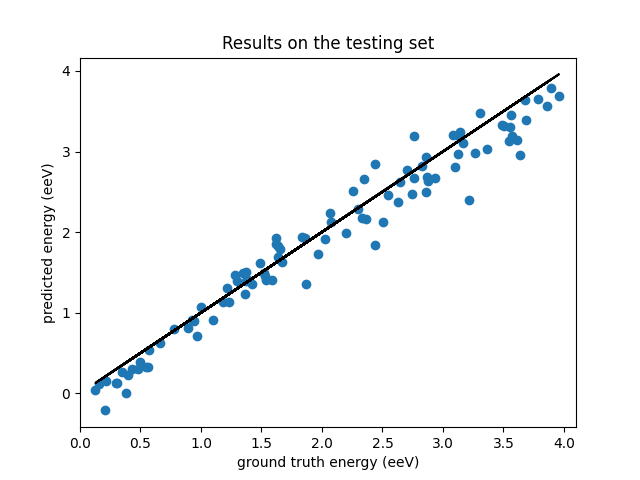 Results on the testing set
predicted energy (eeV)
4
3
2
1
0
0.0 0.5 1.0 1.5 2.0 2.5 3.0 3.5 4.0
ground truth energy (eeV)